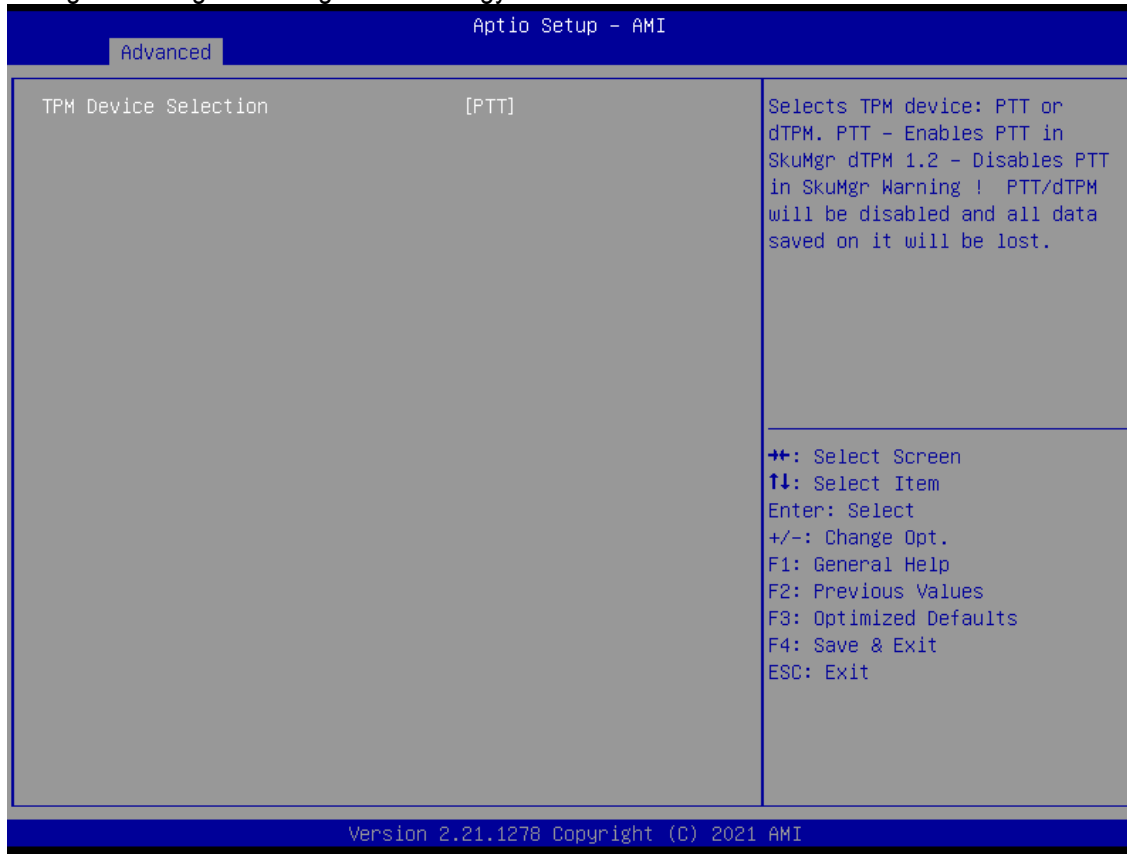 Aptio Setup – AMI
Advanced
TPM Device Selection [PTT]
Selects TPM device: PTT or
dTPM. PTT – Enables PTT in
SkuMgr dTPM 1.2 – Disables PTT
in SkuMgr Warning ! PTT/dTPM
will be disabled and all data
saved on it will be lost.
→←: Select Screen
↑↓: Select Item
Enter: Select
+/-: Change Opt.
F1: General Help
F2: Previous Values
F3: Optimized Defaults
F4: Save & Exit
ESC: Exit
Version 2.21.1278 Copyright (C) 2021 AMI